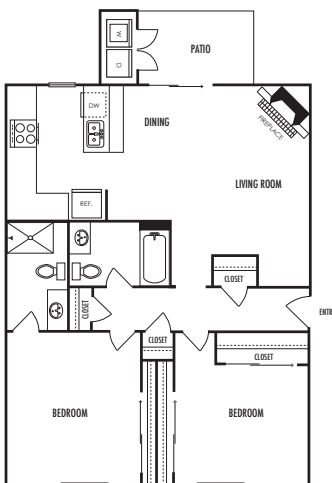 W
D
PATIO
DW
DINING
FIREPLACE
LIVING ROOM
REF.
CLOSET
CLOSET
ENTR
CLOSET
CLOSET
BEDROOM
BEDROOM